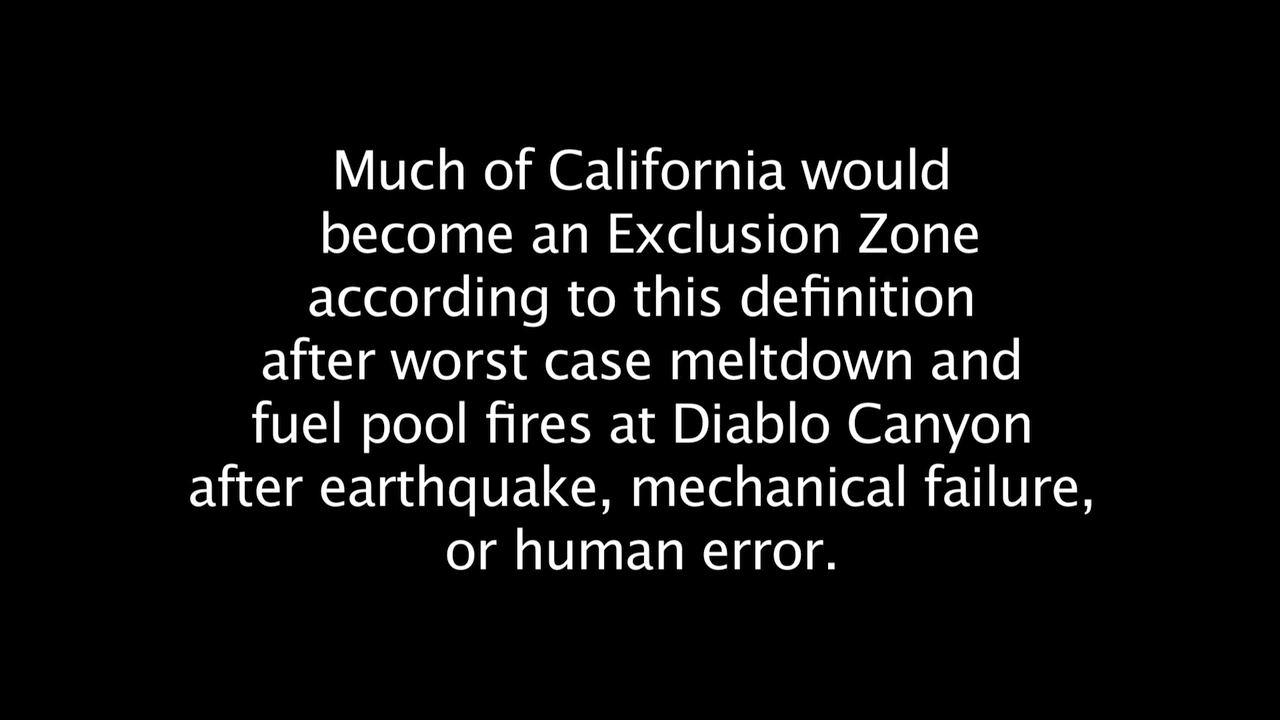 Much of California would
become an Exclusion Zone
according to this definition
after worst case meltdown and
fuel pool fires at Diablo Canyon
after earthquake, mechanical failure,
or human error.